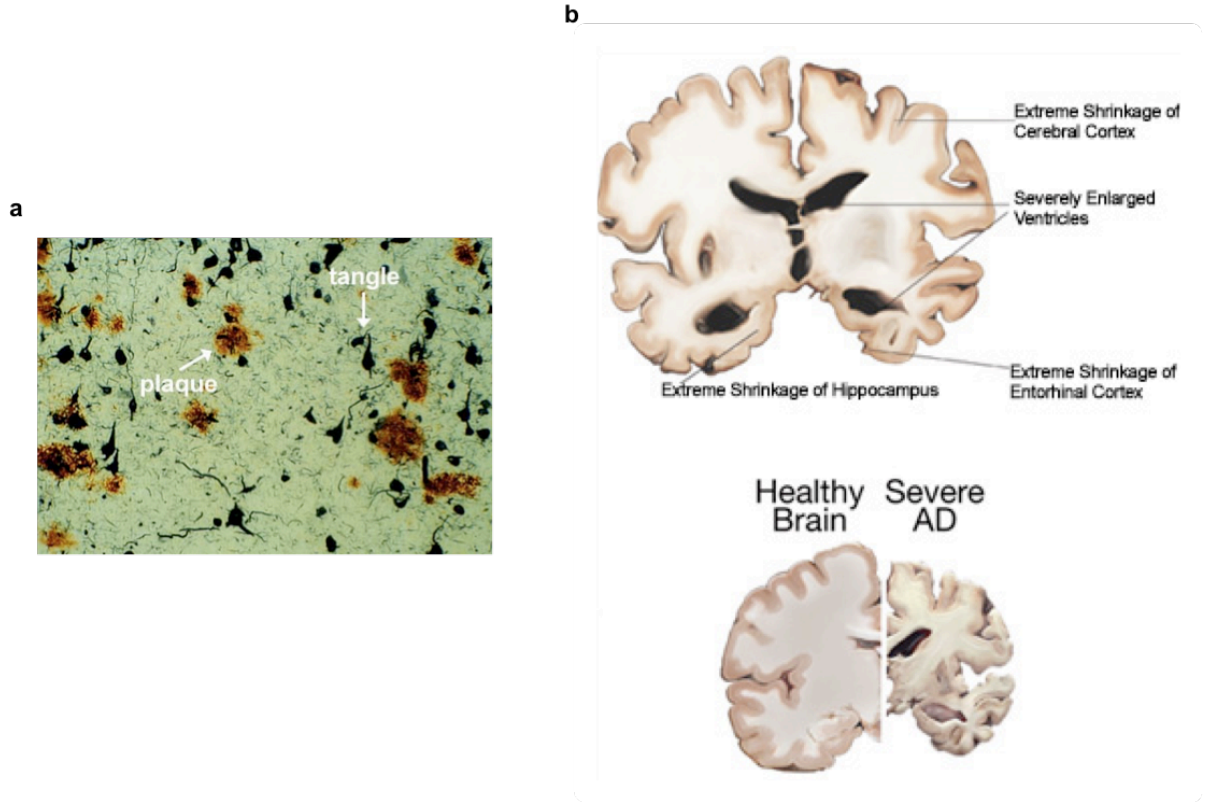 a
tangle
plaque
b
Extreme Shrinkage of
Cerebral Cortex
Severely Enlarged
Ventricles
Extreme Shrinkage of Hippocampus
Extreme Shrinkage of
Entorhinal Cortex
Healthy
Brain
Severe
AD